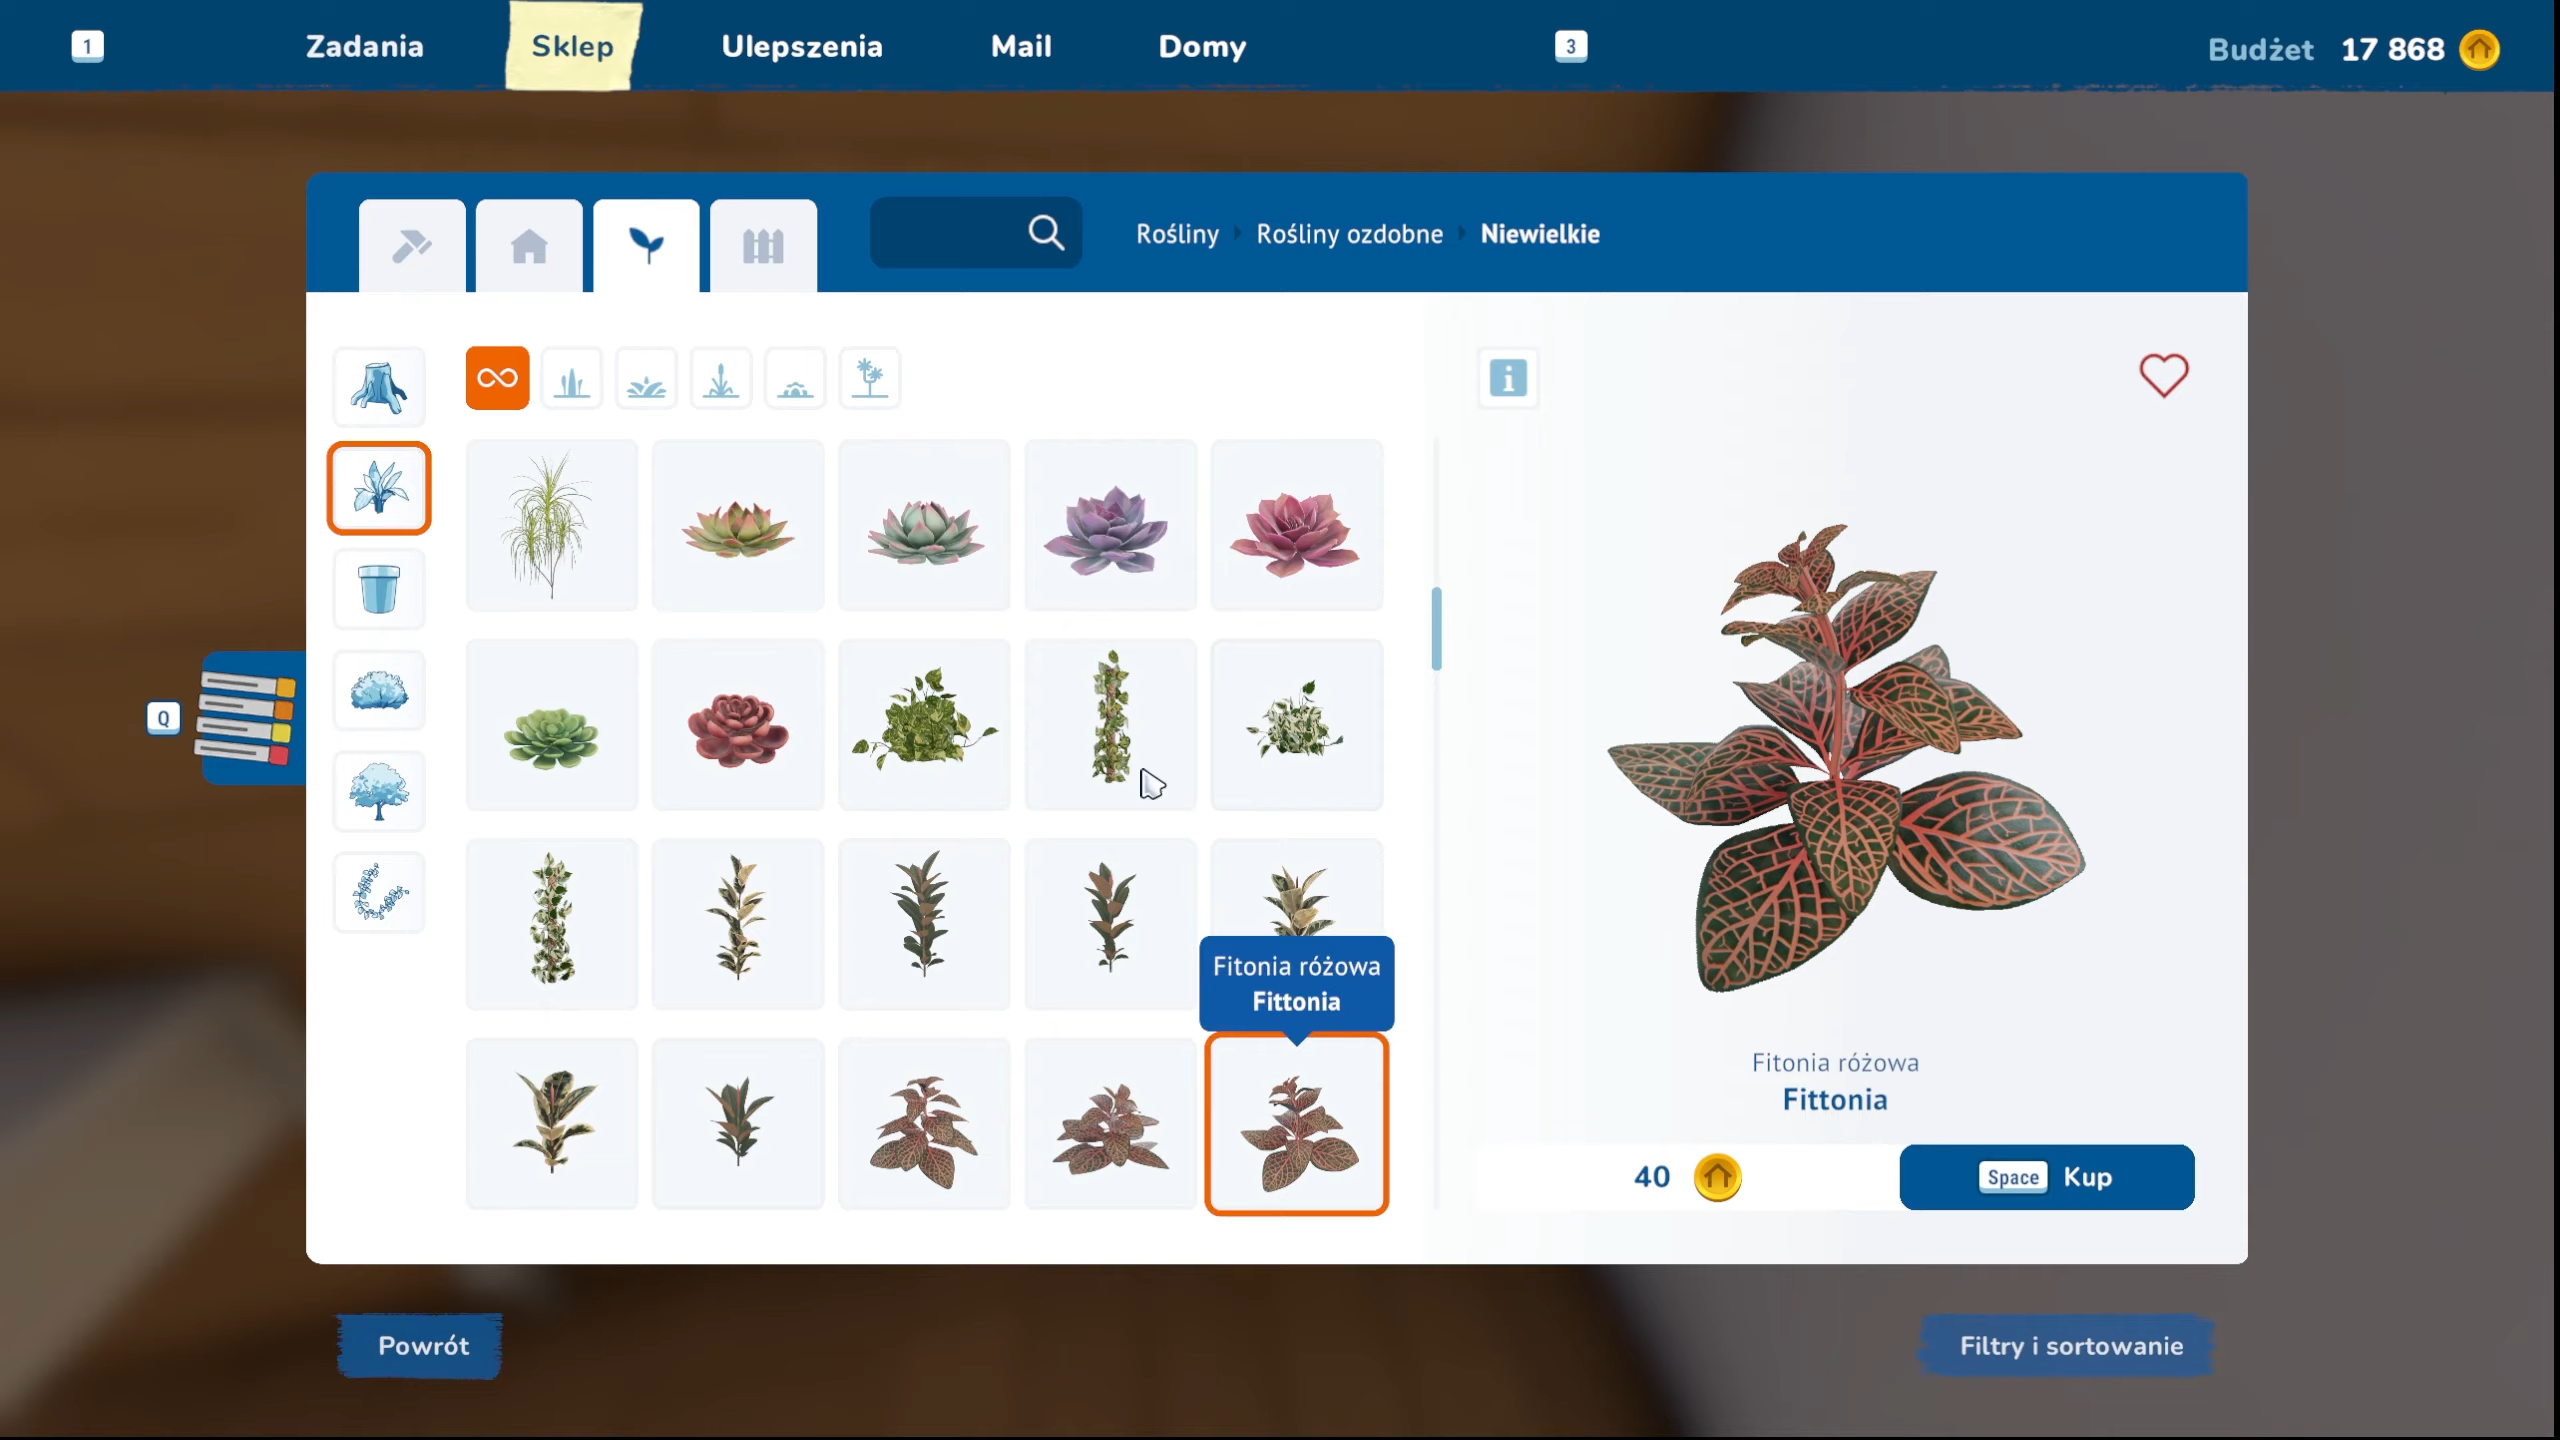 1
Zadania
Sklep
Ulepszenia
Mail
Domy
3
Budżet 17 868
Rośliny
Rośliny ozdobne
Niewielkie
i
Q
Fitonia różowa
Fittonia
Fitonia różowa
Fittonia
40
Space Kup
Powrót
Filtry i sortowanie